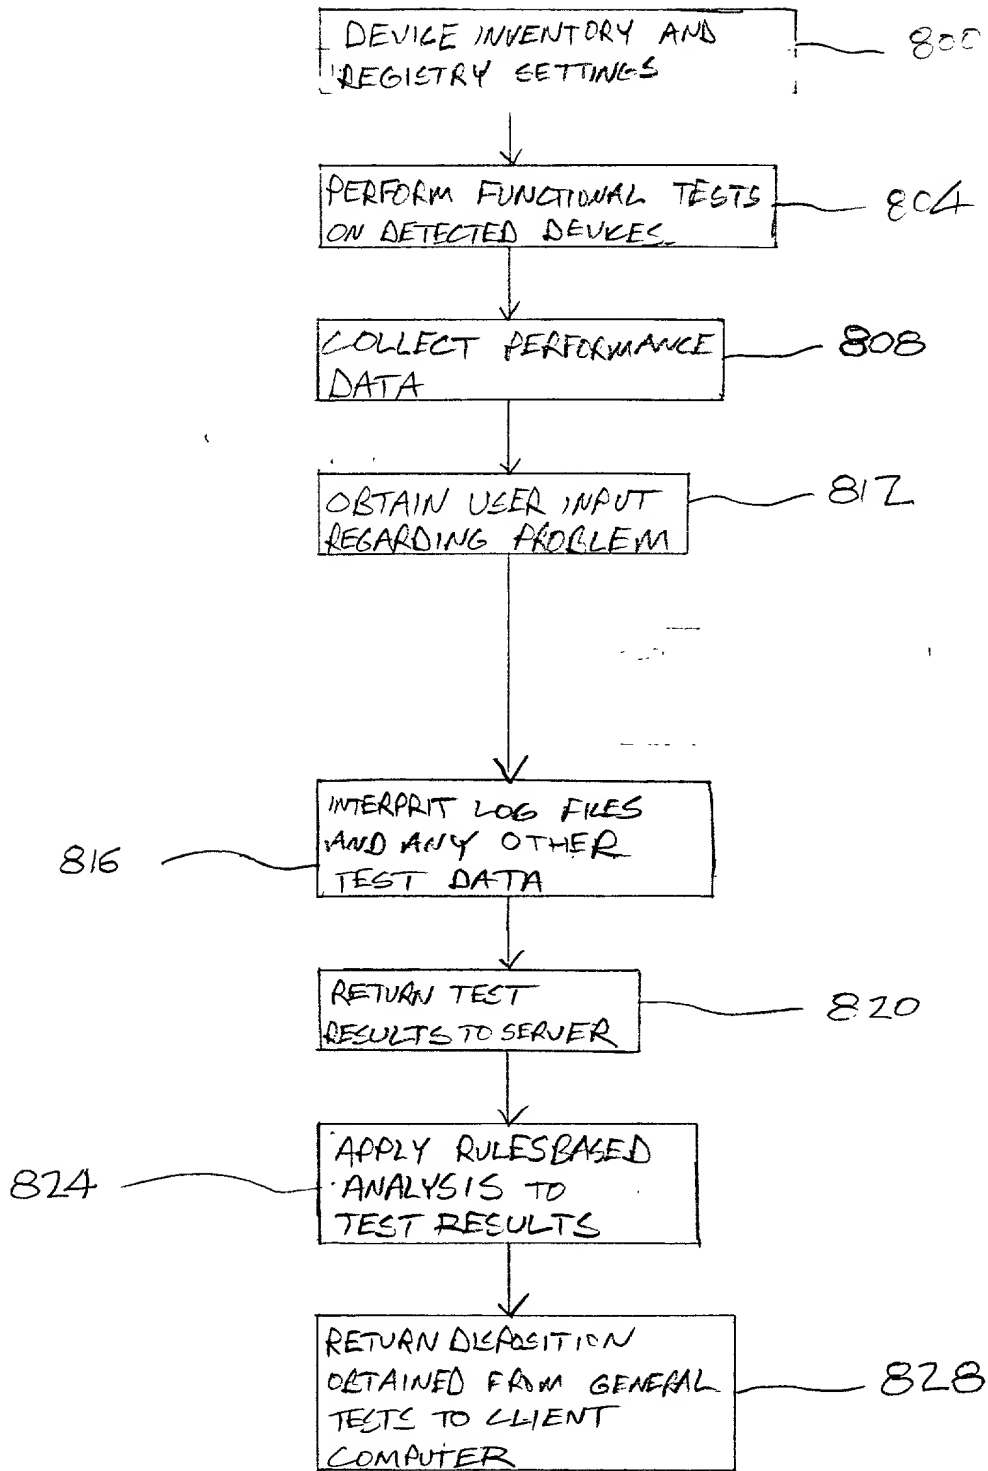 DEVICE INVENTORY AND
REGISTRY SETTINGS
800
PERFORM FUNCTIONAL TESTS
ON DETECTED DEVICES.
804
COLLECT PERFORMANCE
DATA
808
OBTAIN USER INPUT
REGARDING PROBLEM
812
INTERPRIT LOG FILES
AND ANY OTHER
TEST DATA
816
RETURN TEST
RESULTS TO SERVER
820
APPLY RULESBASED
ANALYSIS TO
TEST RESULTS
824
RETURN DISPOSITION
OBTAINED FROM GENERAL
TESTS TO CLIENT
COMPUTER
828